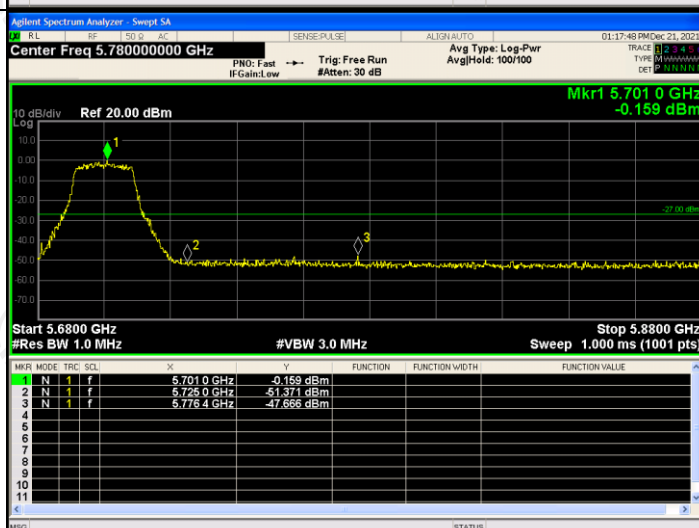 Agilent Spectrum Analyzer - Swept SA
RL RF 50 Ω AC SENSE:PULSE ALIGN AUTO 01:17:48 PM Dec 21, 2021
Center Freq 5.780000000 GHz
PNO: Fast Trig: Free Run Avg Type: Log-Pwr TRACE 1 2 3 4 5
IFGain:Low #Atten: 30 dB Avg|Hold: 100/100 TYPE M
DET P N N N N
Mkr1 5.701 0 GHz
-0.159 dBm
10 dB/div Ref 20.00 dBm
Log
10.0
0.00
-10.0
-20.0
-30.0
-40.0
-50.0
-60.0
-70.0
1
2
3
-27.00 dBm
Start 5.6800 GHz Stop 5.8800 GHz
#Res BW 1.0 MHz #VBW 3.0 MHz Sweep 1.000 ms (1001 pts)
MKR MODE TRC SCL X Y FUNCTION FUNCTION WIDTH FUNCTION VALUE
1 N 1 f 5.701 0 GHz -0.159 dBm
2 N 1 f 5.725 0 GHz -51.371 dBm
3 N 1 f 5.776 4 GHz -47.666 dBm
4
5
6
7
8
9
10
11
MSG STATUS